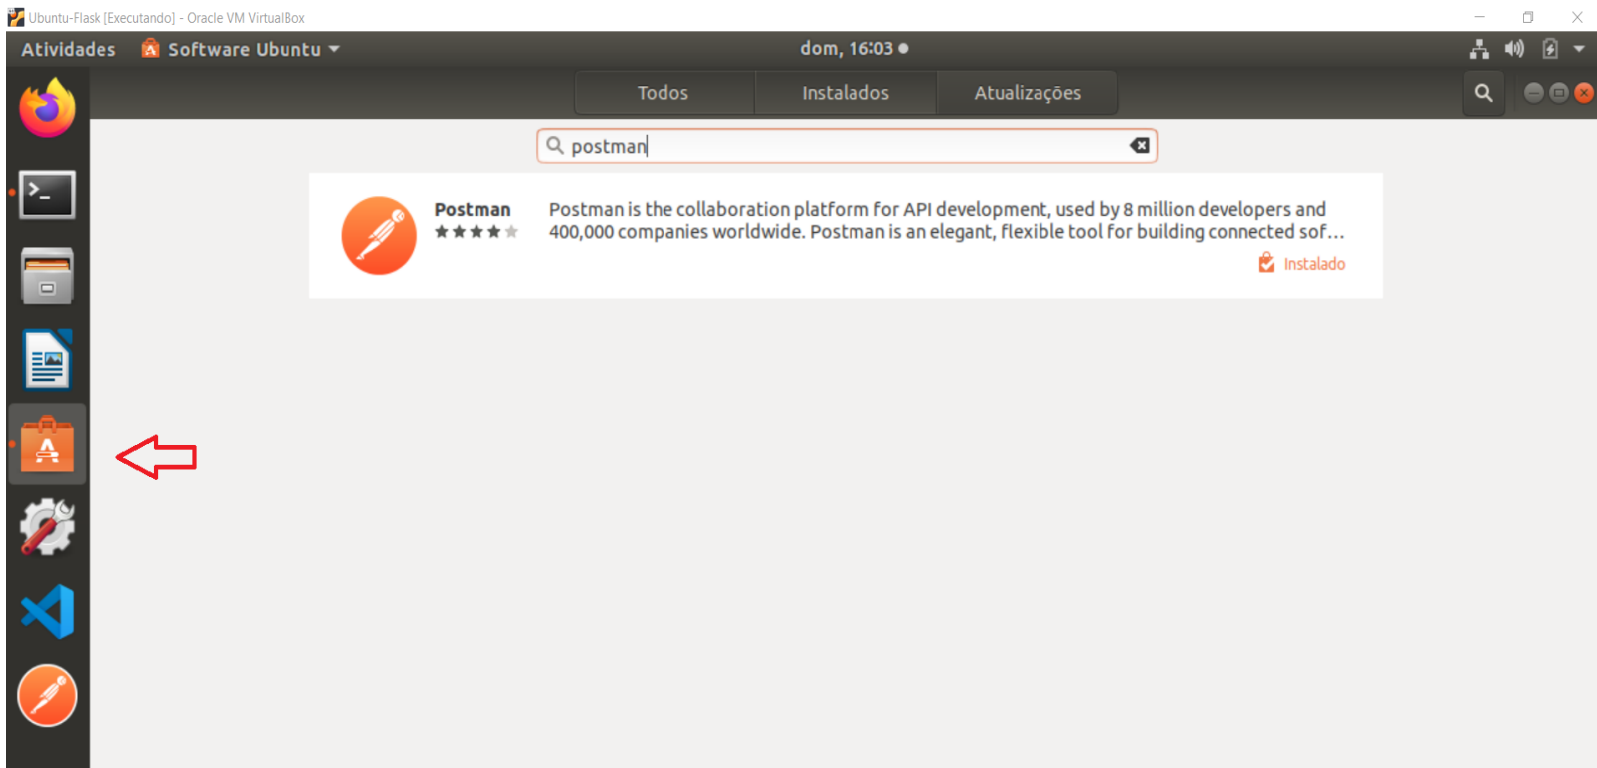 Ubuntu-Flask [Executando] - Oracle VM VirtualBox
Atividades Software Ubuntu dom, 16:03
Todos Instalados Atualizações
postman
Postman Postman is the collaboration platform for API development, used by 8 million developers and
400,000 companies worldwide. Postman is an elegant, flexible tool for building connected sof...
Instalado